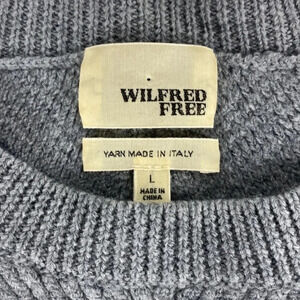 WILFRED
FREE
YARN MADE IN ITALY
L
MADE IN
CHINA